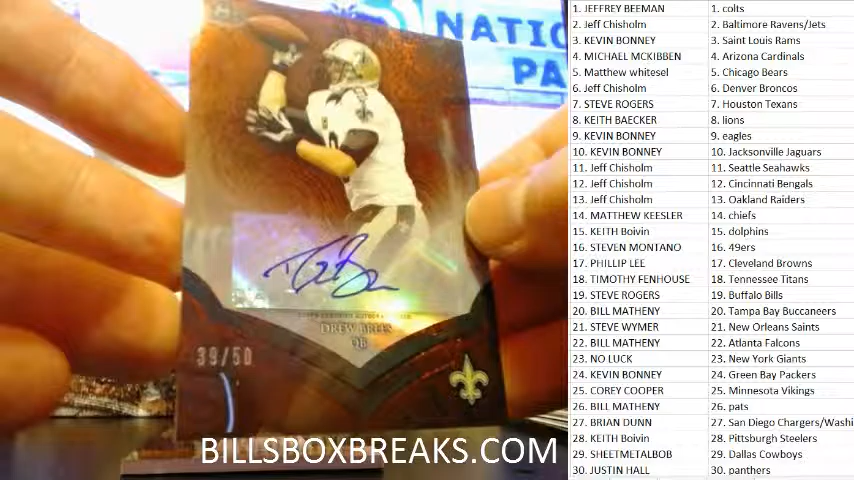 NATIO
PA
DREW BREES
QB
39/50
BILLSBOXBREAKS.COM
1. JEFFREY BEEMAN 1. colts
2. Jeff Chisholm 2. Baltimore Ravens/Jets
3. KEVIN BONNEY 3. Saint Louis Rams
4. MICHAEL MCKIBBEN 4. Arizona Cardinals
5. Matthew whitesel 5. Chicago Bears
6. Jeff Chisholm 6. Denver Broncos
7. STEVE ROGERS 7. Houston Texans
8. KEITH BAECKER 8. lions
9. KEVIN BONNEY 9. eagles
10. KEVIN BONNEY 10. Jacksonville Jaguars
11. Jeff Chisholm 11. Seattle Seahawks
12. Jeff Chisholm 12. Cincinnati Bengals
13. Jeff Chisholm 13. Oakland Raiders
14. MATTHEW KEESLER 14. chiefs
15. KEITH Boivin 15. dolphins
16. STEVEN MONTANO 16. 49ers
17. PHILLIP LEE 17. Cleveland Browns
18. TIMOTHY FENHOUSE 18. Tennessee Titans
19. STEVE ROGERS 19. Buffalo Bills
20. BILL MATHENY 20. Tampa Bay Buccaneers
21. STEVE WYMER 21. New Orleans Saints
22. BILL MATHENY 22. Atlanta Falcons
23. NO LUCK 23. New York Giants
24. KEVIN BONNEY 24. Green Bay Packers
25. COREY COOPER 25. Minnesota Vikings
26. BILL MATHENY 26. pats
27. BRIAN DUNN 27. San Diego Chargers/Washi
28. KEITH Boivin 28. Pittsburgh Steelers
29. SHEETMETALBOB 29. Dallas Cowboys
30. JUSTIN HALL 30. panthers